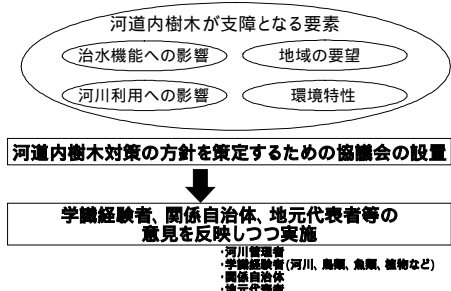 河道内樹木が支障となる要素
治水機能への影響 地域の要望
河川利用への影響 環境特性
河道内樹木対策の方針を策定するための協議会の設置
学識経験者、関係自治体、地元代表者等の
意見を反映しつつ実施
・河川管理者
・学識経験者(河川、鳥類、魚類、植物など)
・関係自治体
・地元代表者